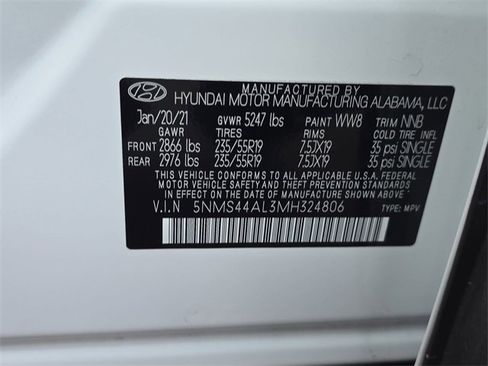 MANUFACTURED BY
HYUNDAI MOTOR MANUFACTURING ALABAMA, LLC
Jan/20/21 GVWR 5247 lbs PAINT WW8 TRIM NNB
GAWR TIRES RIMS COLD TIRE INFL
FRONT 2866 lbs 235/55R19 7.5JX19 35 psi SINGLE
REAR 2976 lbs 235/55R19 7.5JX19 35 psi SINGLE
THIS VEHICLE CONFORMS TO ALL APPLICABLE U.S.A. FEDERAL
MOTOR VEHICLE SAFETY AND THEFT PREVENTION STANDARDS
IN EFFECT ON THE DATE OF MANUFACTURE SHOWN ABOVE.
V.I.N 5NMS44AL3MH324806
TYPE: MPV